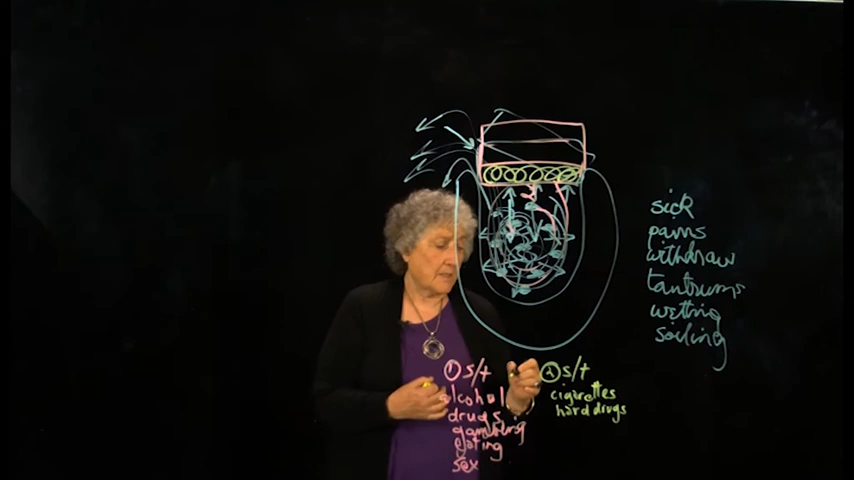 sick
pains
withdraw
tantrums
wetting
soiling
① s/t
alcohol
drugs
gambling
eating
sex
② s/t
cigarettes
hard drugs